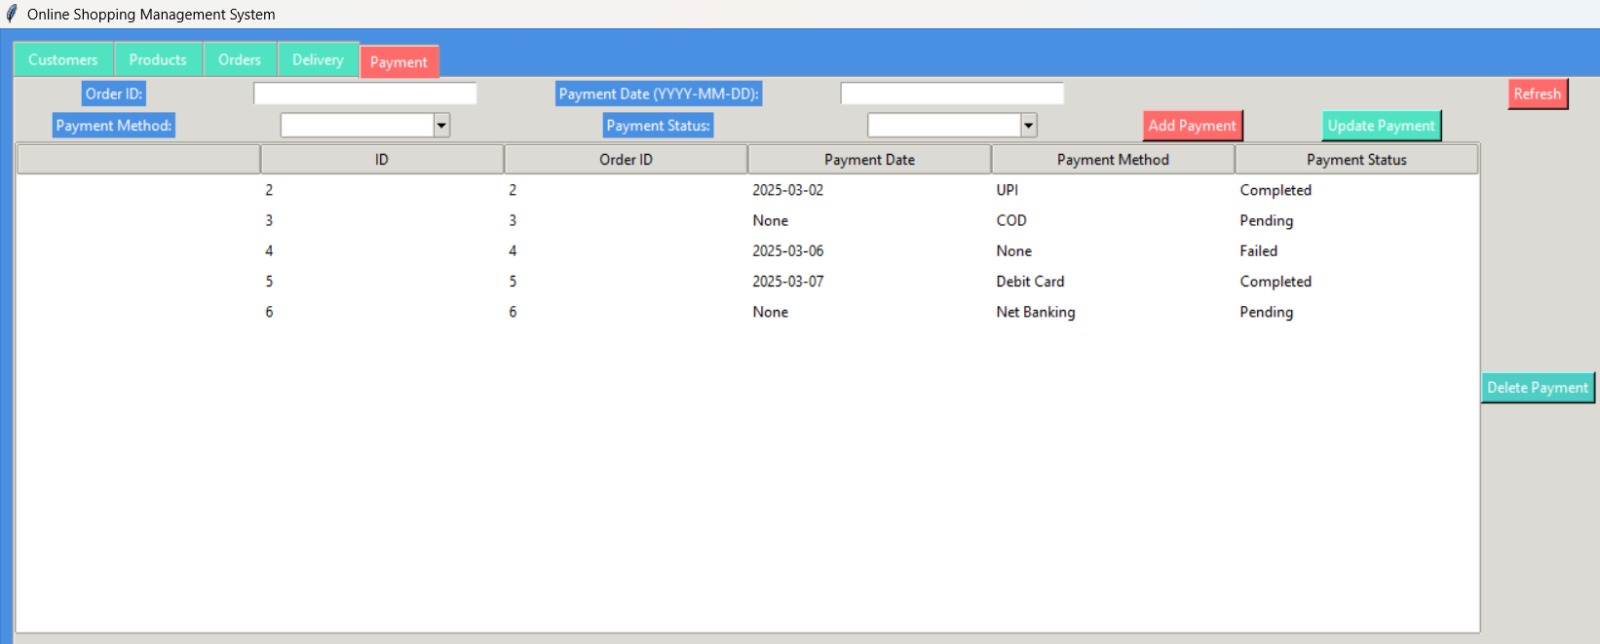 Online Shopping Management System
Customers Products Orders Delivery Payment
Order ID: Payment Date (YYYY-MM-DD): Refresh
Payment Method: Payment Status: Add Payment Update Payment
ID Order ID Payment Date Payment Method Payment Status
2 2 2025-03-02 UPI Completed
3 3 None COD Pending
4 4 2025-03-06 None Failed
5 5 2025-03-07 Debit Card Completed
6 6 None Net Banking Pending
Delete Payment